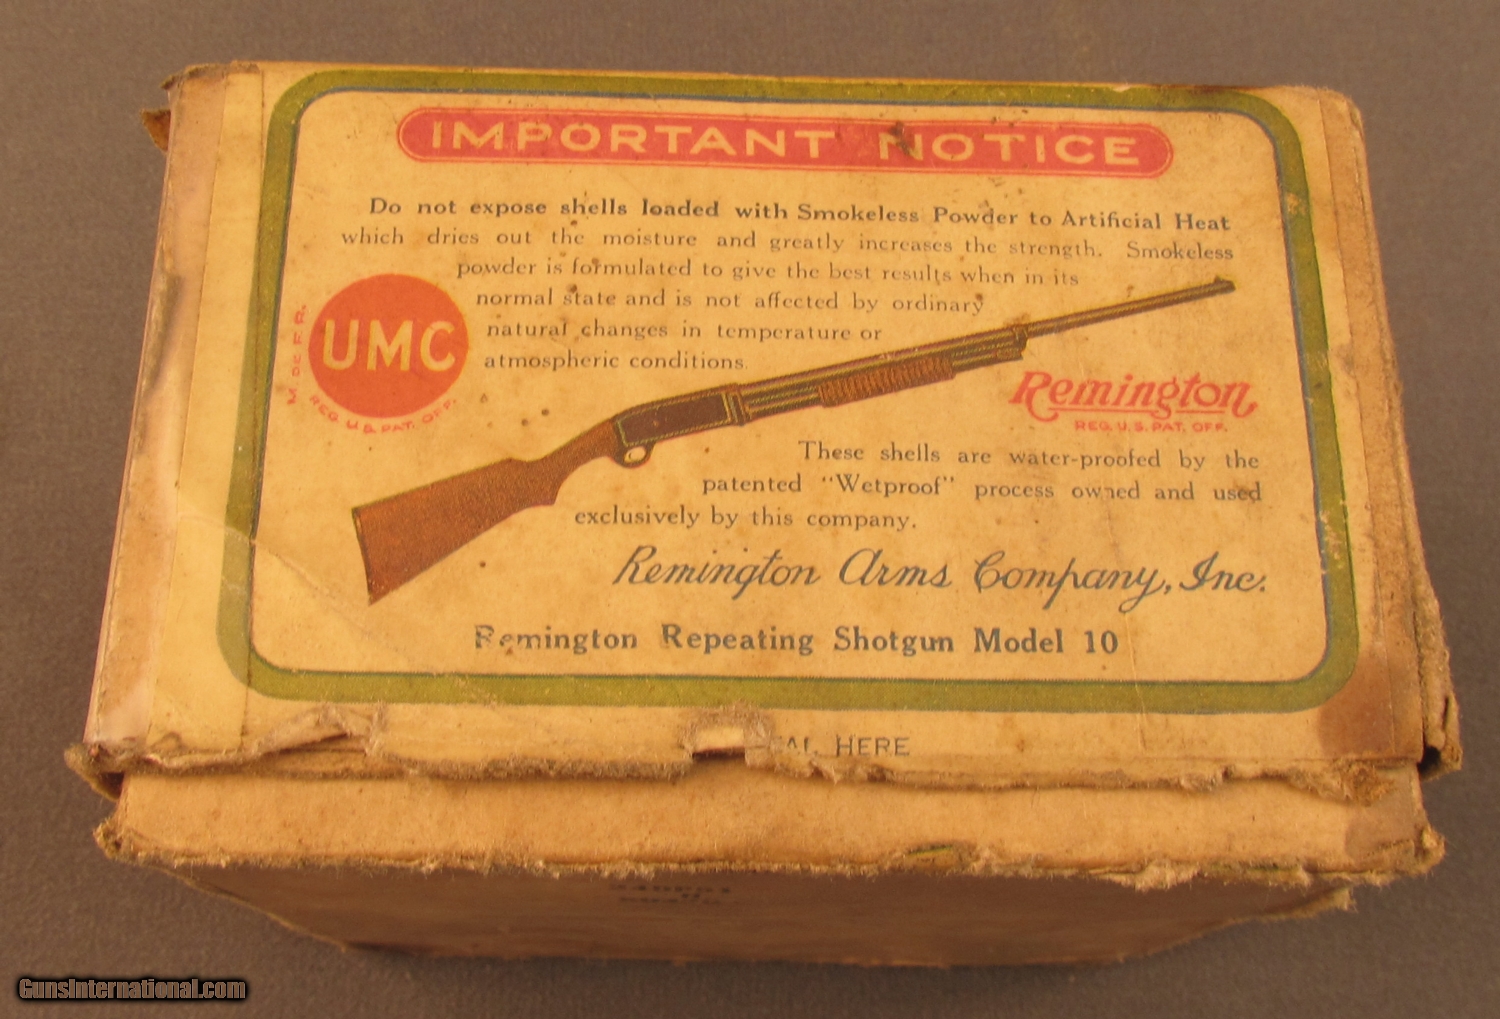 IMPORTANT NOTICE
Do not expose shells loaded with Smokeless Powder to Artificial Heat
which dries out the moisture and greatly increases the strength. Smokeless
powder is formulated to give the best results when in its
normal state and is not affected by ordinary
natural changes in temperature or
atmospheric conditions.
UMC
M. DE F. R.
REG. U.S. PAT. OFF.
Remington
REG. U.S. PAT. OFF.
These shells are water-proofed by the
patented "Wetproof" process owned and used
exclusively by this company.
Remington Arms Company, Inc.
Remington Repeating Shotgun Model 10
HERE
GunsInternational.com